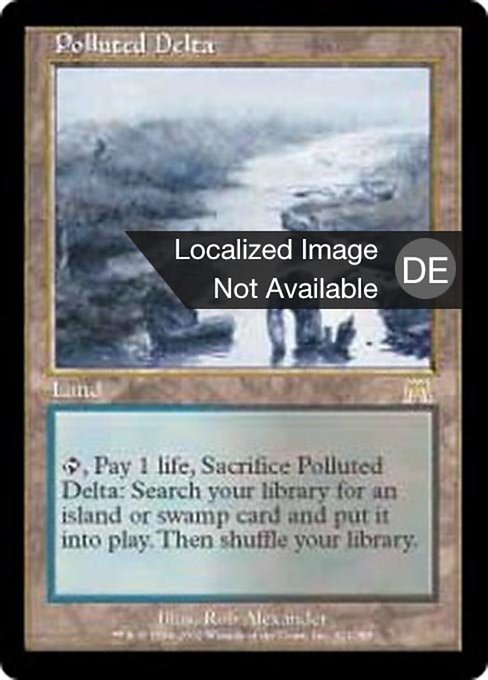 Polluted Delta
Localized Image
Not Available
DE
Land
, Pay 1 life, Sacrifice Polluted
Delta: Search your library for an
island or swamp card and put it
into play. Then shuffle your library.
Illus. Rob Alexander